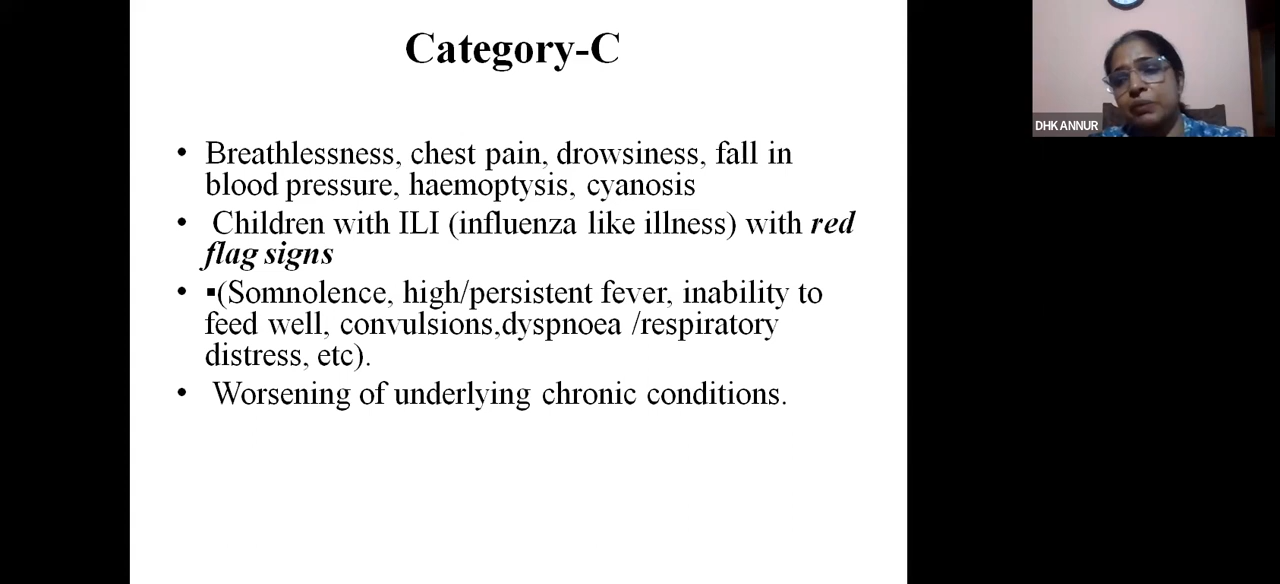 Category-C
• Breathlessness, chest pain, drowsiness, fall in
blood pressure, haemoptysis, cyanosis
• Children with ILI (influenza like illness) with red
flag signs
• ▪(Somnolence, high/persistent fever, inability to
feed well, convulsions,dyspnoea /respiratory
distress, etc).
• Worsening of underlying chronic conditions.
DHKANNUR